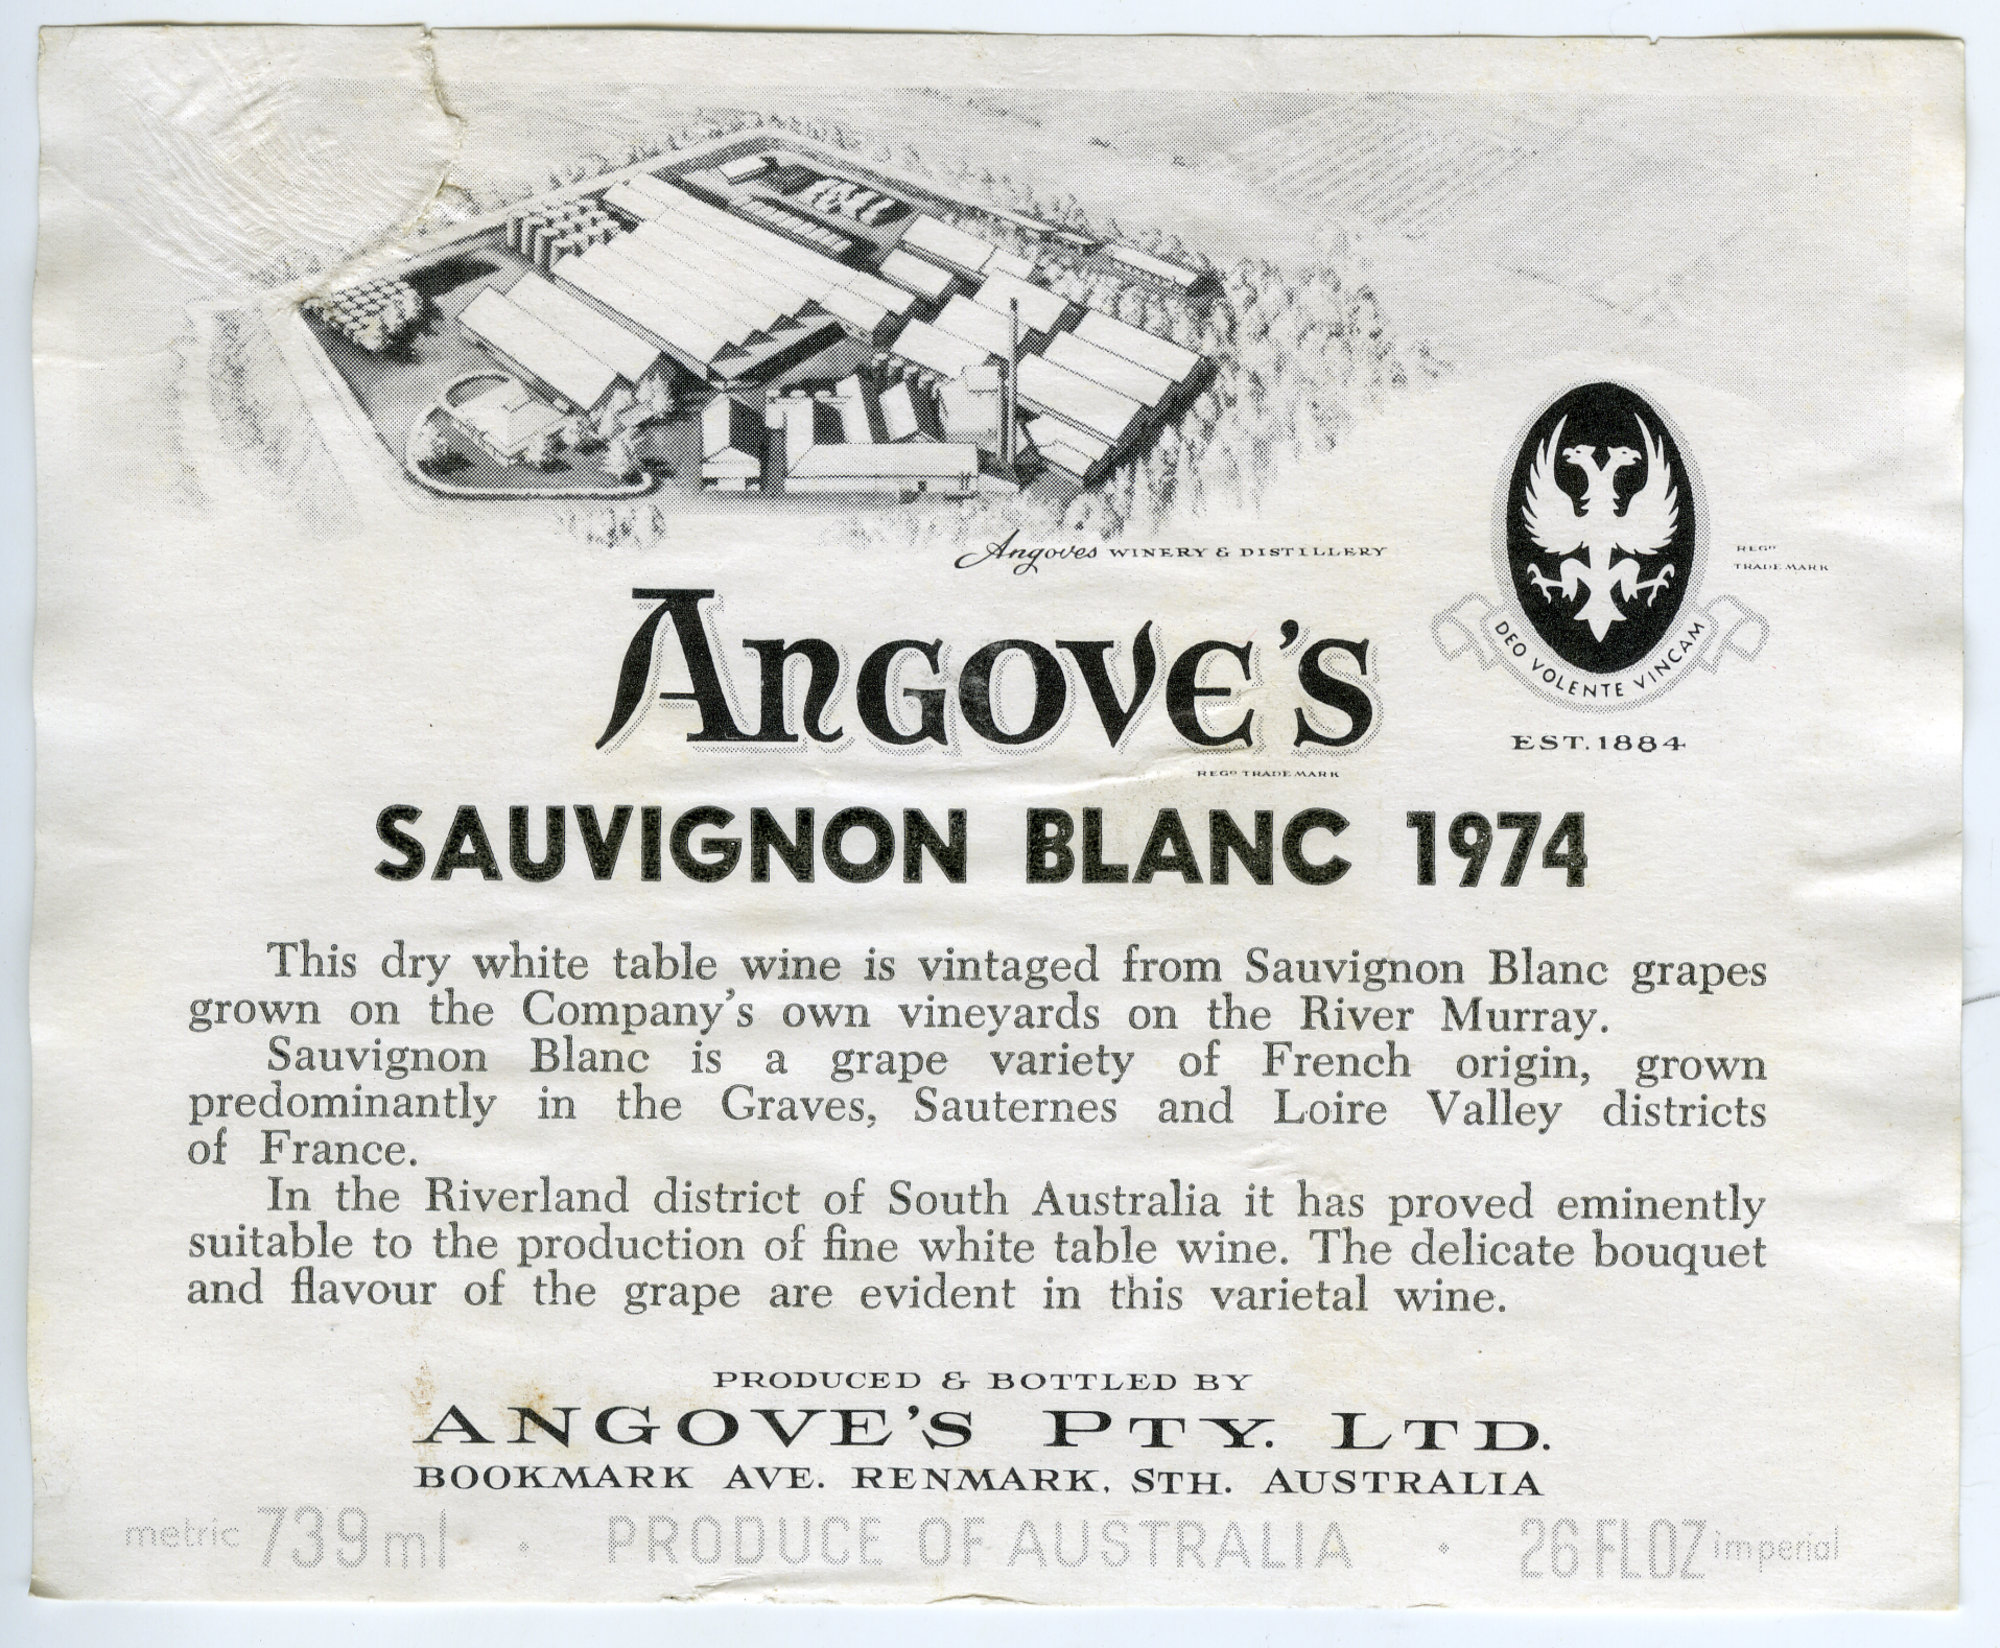 Angoves WINERY & DISTILLERY
REGD
TRADE MARK
DEO VOLENTE VINCAM
EST. 1884
ANGOVE'S
REGD TRADE MARK
SAUVIGNON BLANC 1974
This dry white table wine is vintaged from Sauvignon Blanc grapes
grown on the Company's own vineyards on the River Murray.
Sauvignon Blanc is a grape variety of French origin, grown
predominantly in the Graves, Sauternes and Loire Valley districts
of France.
In the Riverland district of South Australia it has proved eminently
suitable to the production of fine white table wine. The delicate bouquet
and flavour of the grape are evident in this varietal wine.
PRODUCED & BOTTLED BY
ANGOVE'S PTY. LTD.
BOOKMARK AVE. RENMARK, STH. AUSTRALIA
metric 739 ml · PRODUCE OF AUSTRALIA · 26 FL OZ imperial